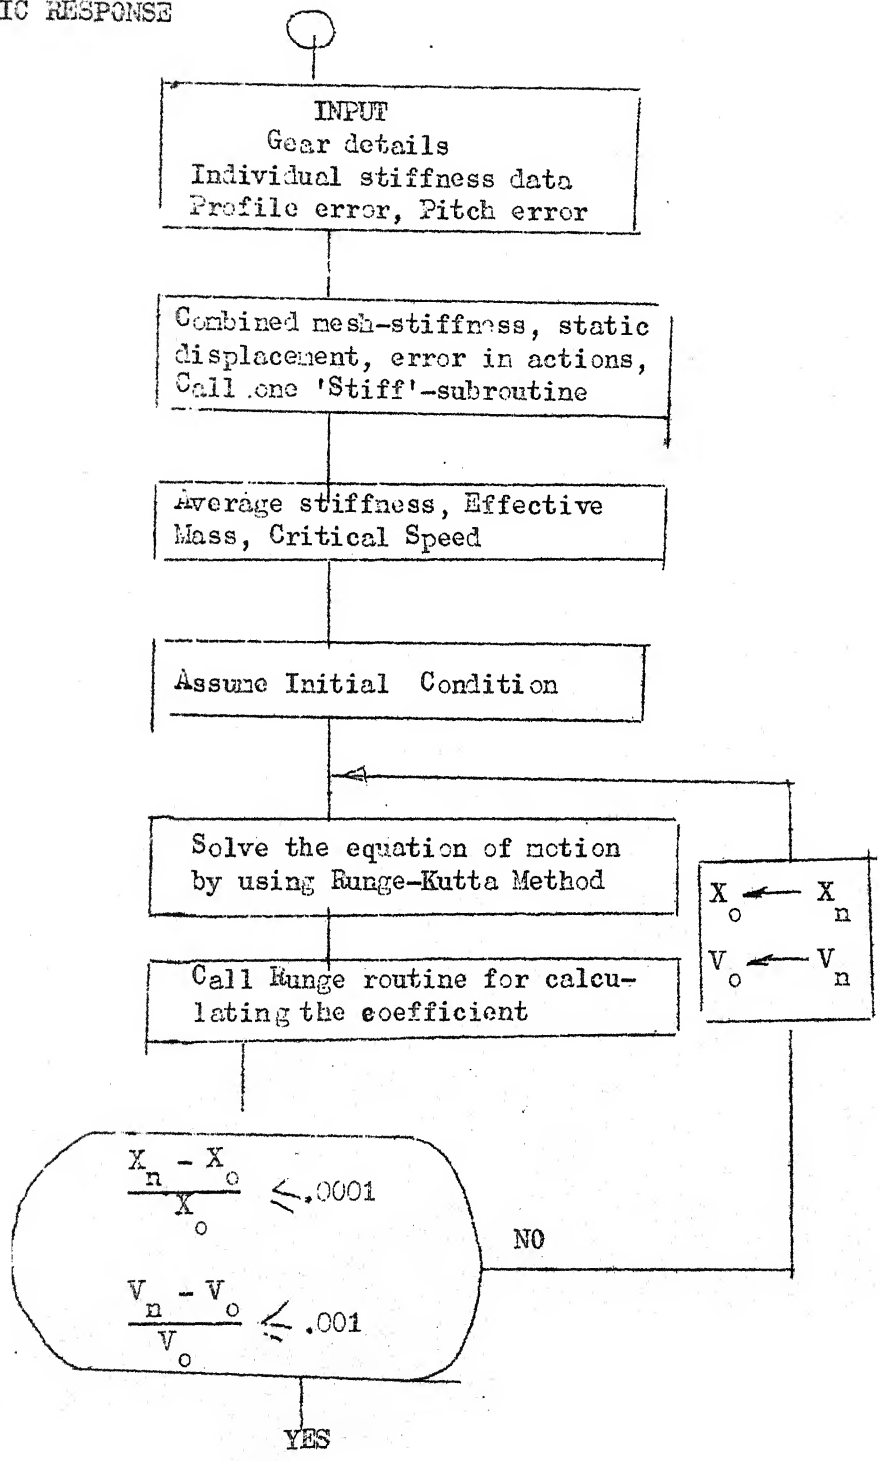 IC RESPONSE
INPUT
Gear details
Individual stiffness data
Profile error, Pitch error
Combined mesh-stiffness, static
displacement, error in actions,
Call one 'Stiff'-subroutine
Average stiffness, Effective
Mass, Critical Speed
Assume Initial Condition
Solve the equation of motion
by using Runge-Kutta Method
X_o ← X_n
V_o ← V_n
Call Runge routine for calcu-
lating the coefficient
X_n - X_o
X_o
≤ .0001
NO
V_n - V_o
V_o
≤ .001
YES